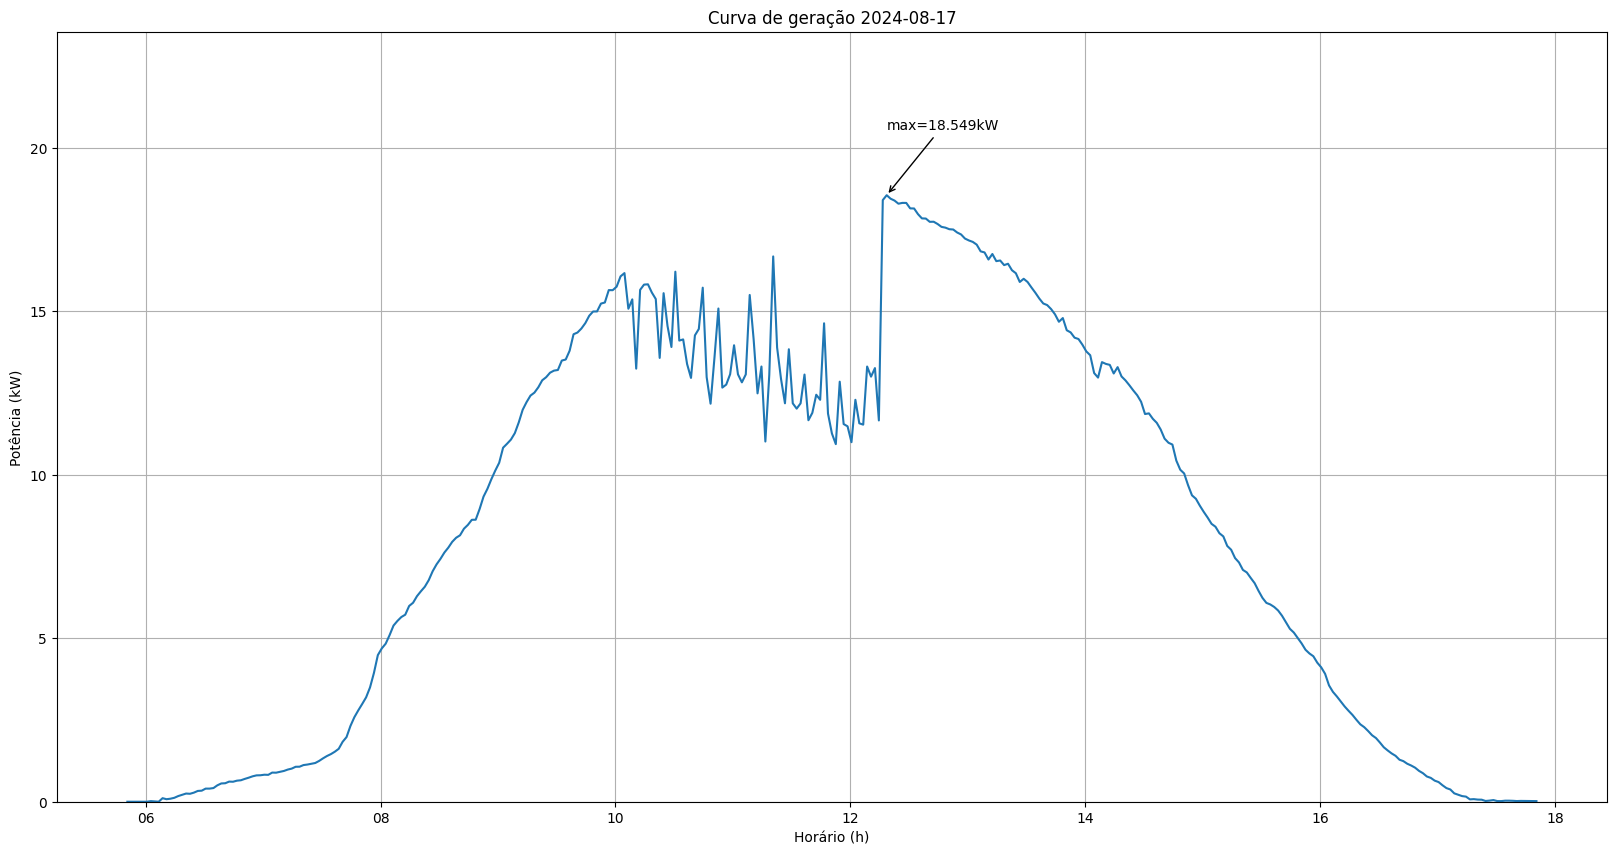 Curva de geração 2024-08-17
max=18.549kW
20
15
10
5
0
Potência (kW)
06 08 10 12 14 16 18
Horário (h)